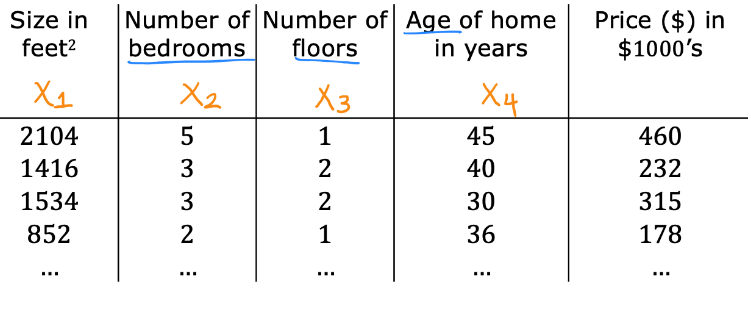 Size in feet² Number of bedrooms Number of floors Age of home in years Price ($) in $1000's
X1 X2 X3 X4
2104 5 1 45 460
1416 3 2 40 232
1534 3 2 30 315
852 2 1 36 178
... ... ... ... ...